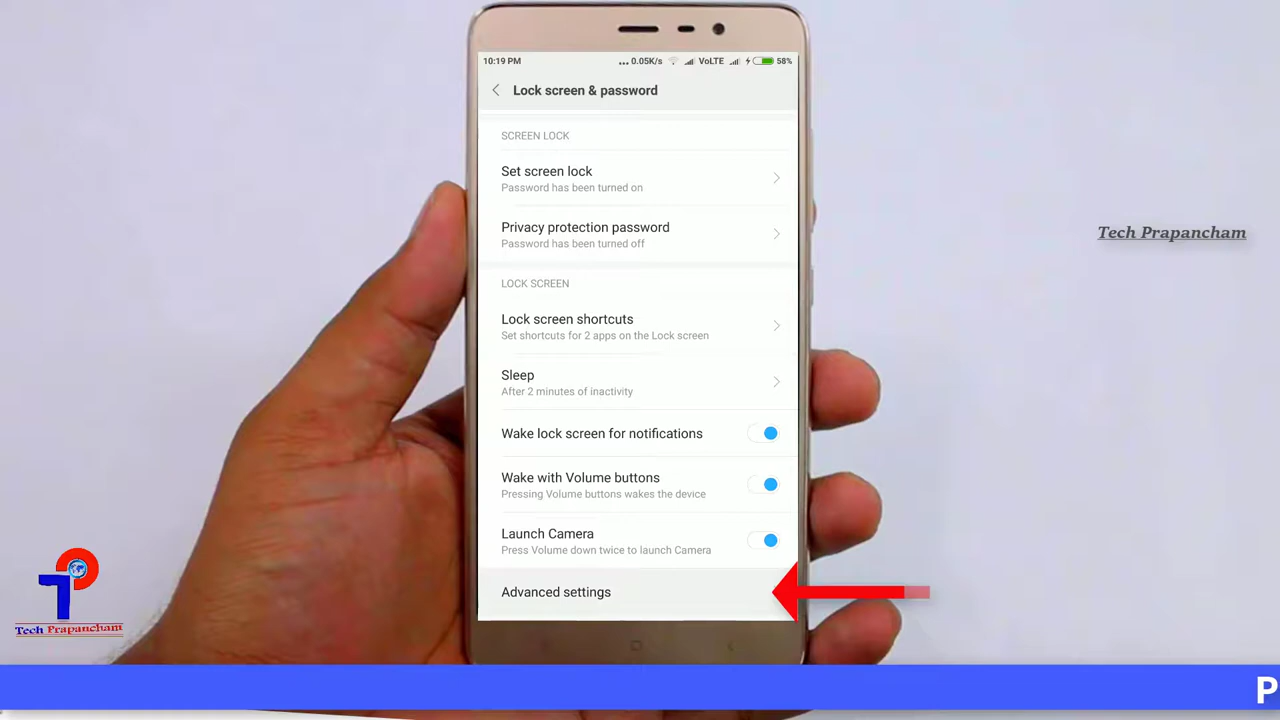 10:19 PM ... 0.05K/s VoLTE 58%
Lock screen & password
SCREEN LOCK
Set screen lock
Password has been turned on
Privacy protection password
Password has been turned off
LOCK SCREEN
Lock screen shortcuts
Set shortcuts for 2 apps on the Lock screen
Sleep
After 2 minutes of inactivity
Wake lock screen for notifications
Wake with Volume buttons
Pressing Volume buttons wakes the device
Launch Camera
Press Volume down twice to launch Camera
Advanced settings
Tech Prapancham
Tech Prapancham
P